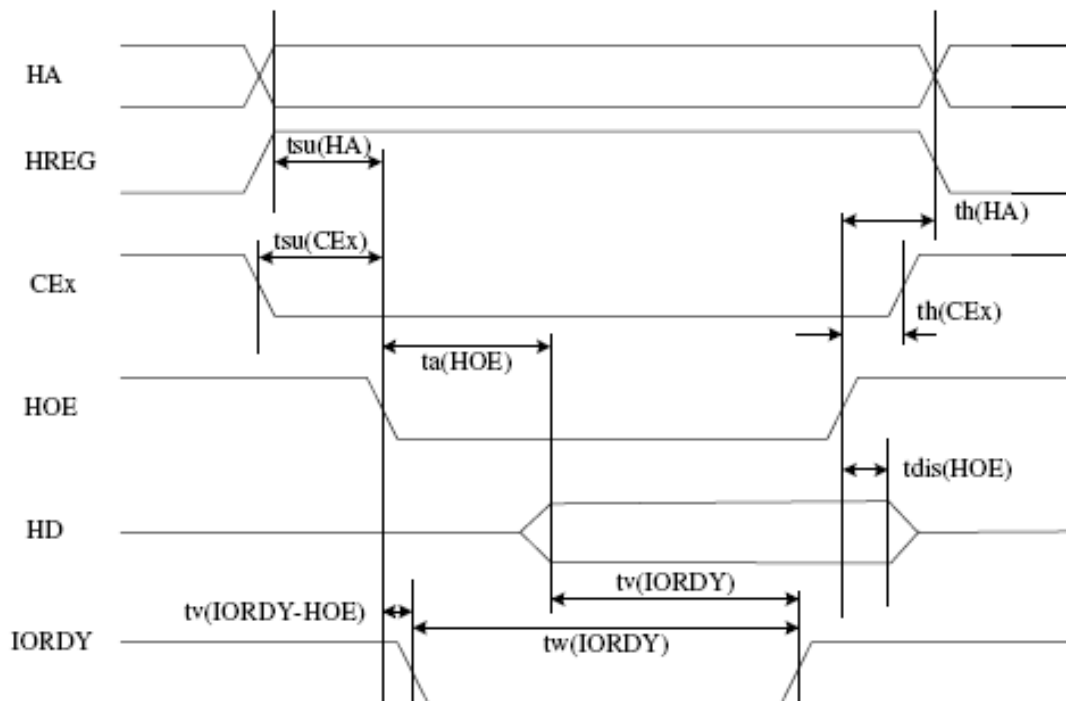 HA
HREG
tsu(HA)
th(HA)
tsu(CEx)
CEx
th(CEx)
ta(HOE)
HOE
tdis(HOE)
HD
tv(IORDY)
tv(IORDY-HOE)
IORDY
tw(IORDY)